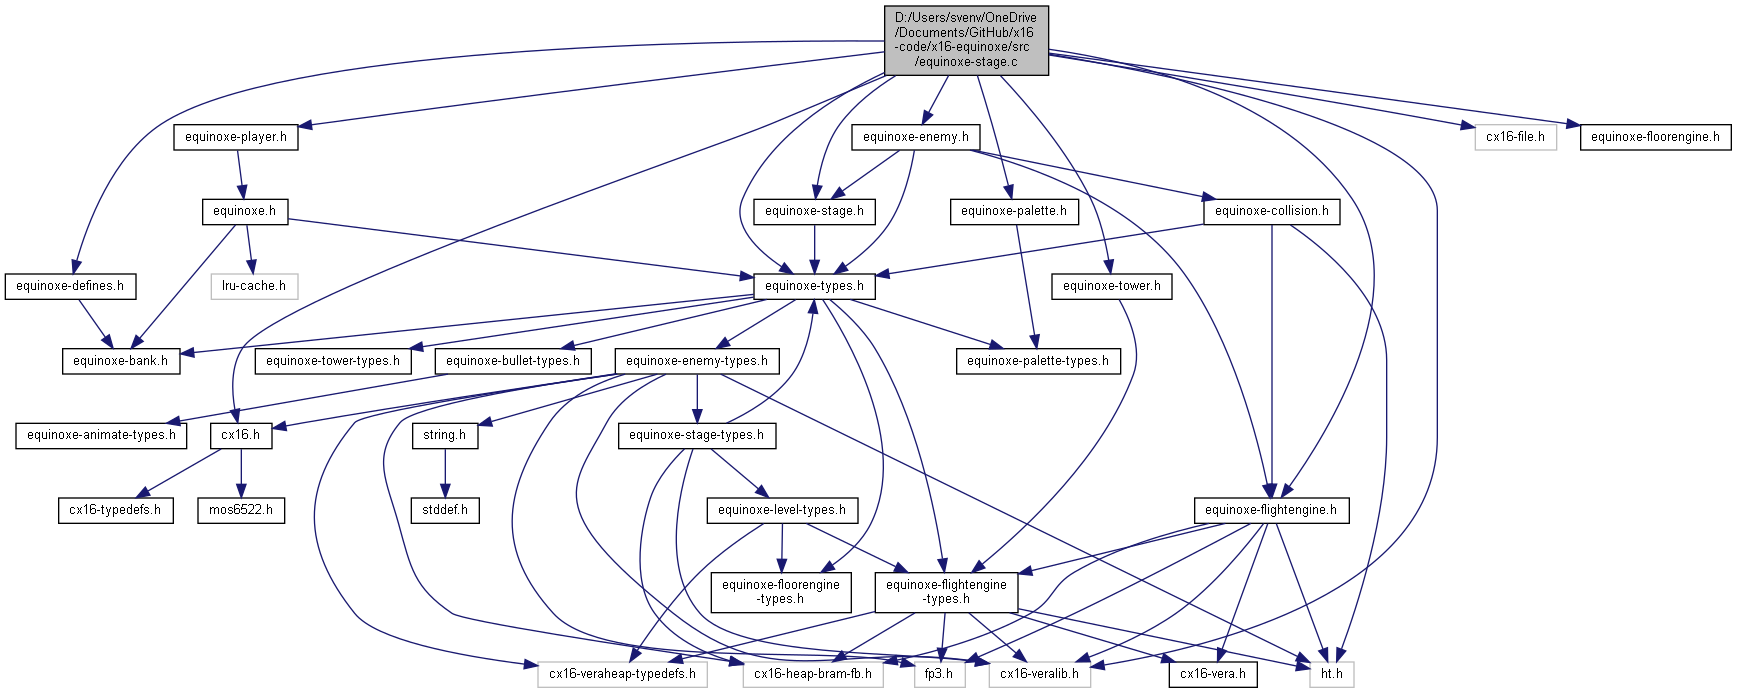 D:/Users/svenv/OneDrive
/Documents/GitHub/x16
-code/x16-equinoxe/src
/equinoxe-stage.c
equinoxe-player.h
equinoxe-enemy.h
cx16-file.h
equinoxe-floorengine.h
equinoxe.h
equinoxe-stage.h
equinoxe-palette.h
equinoxe-collision.h
equinoxe-defines.h
lru-cache.h
equinoxe-types.h
equinoxe-tower.h
equinoxe-bank.h
equinoxe-tower-types.h
equinoxe-bullet-types.h
equinoxe-enemy-types.h
equinoxe-palette-types.h
equinoxe-animate-types.h
cx16.h
string.h
equinoxe-stage-types.h
cx16-typedefs.h
mos6522.h
stddef.h
equinoxe-level-types.h
equinoxe-flightengine.h
equinoxe-floorengine
-types.h
equinoxe-flightengine
-types.h
cx16-veraheap-typedefs.h
cx16-heap-bram-fb.h
fp3.h
cx16-veralib.h
cx16-vera.h
ht.h